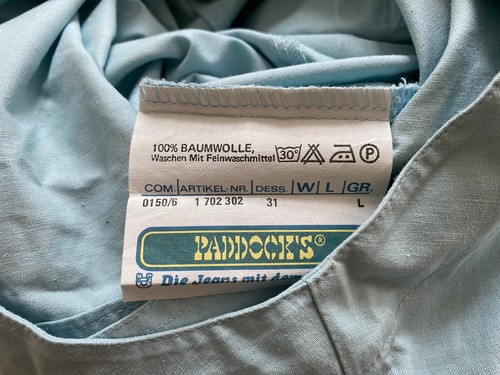 100% BAUMWOLLE,
Waschen Mit Feinwaschmittel 30° P
COM. ARTIKEL-NR. DESS. W L GR.
0150/6 1 702 302 31 L
PADDOCK'S®
Die Jeans mit dem